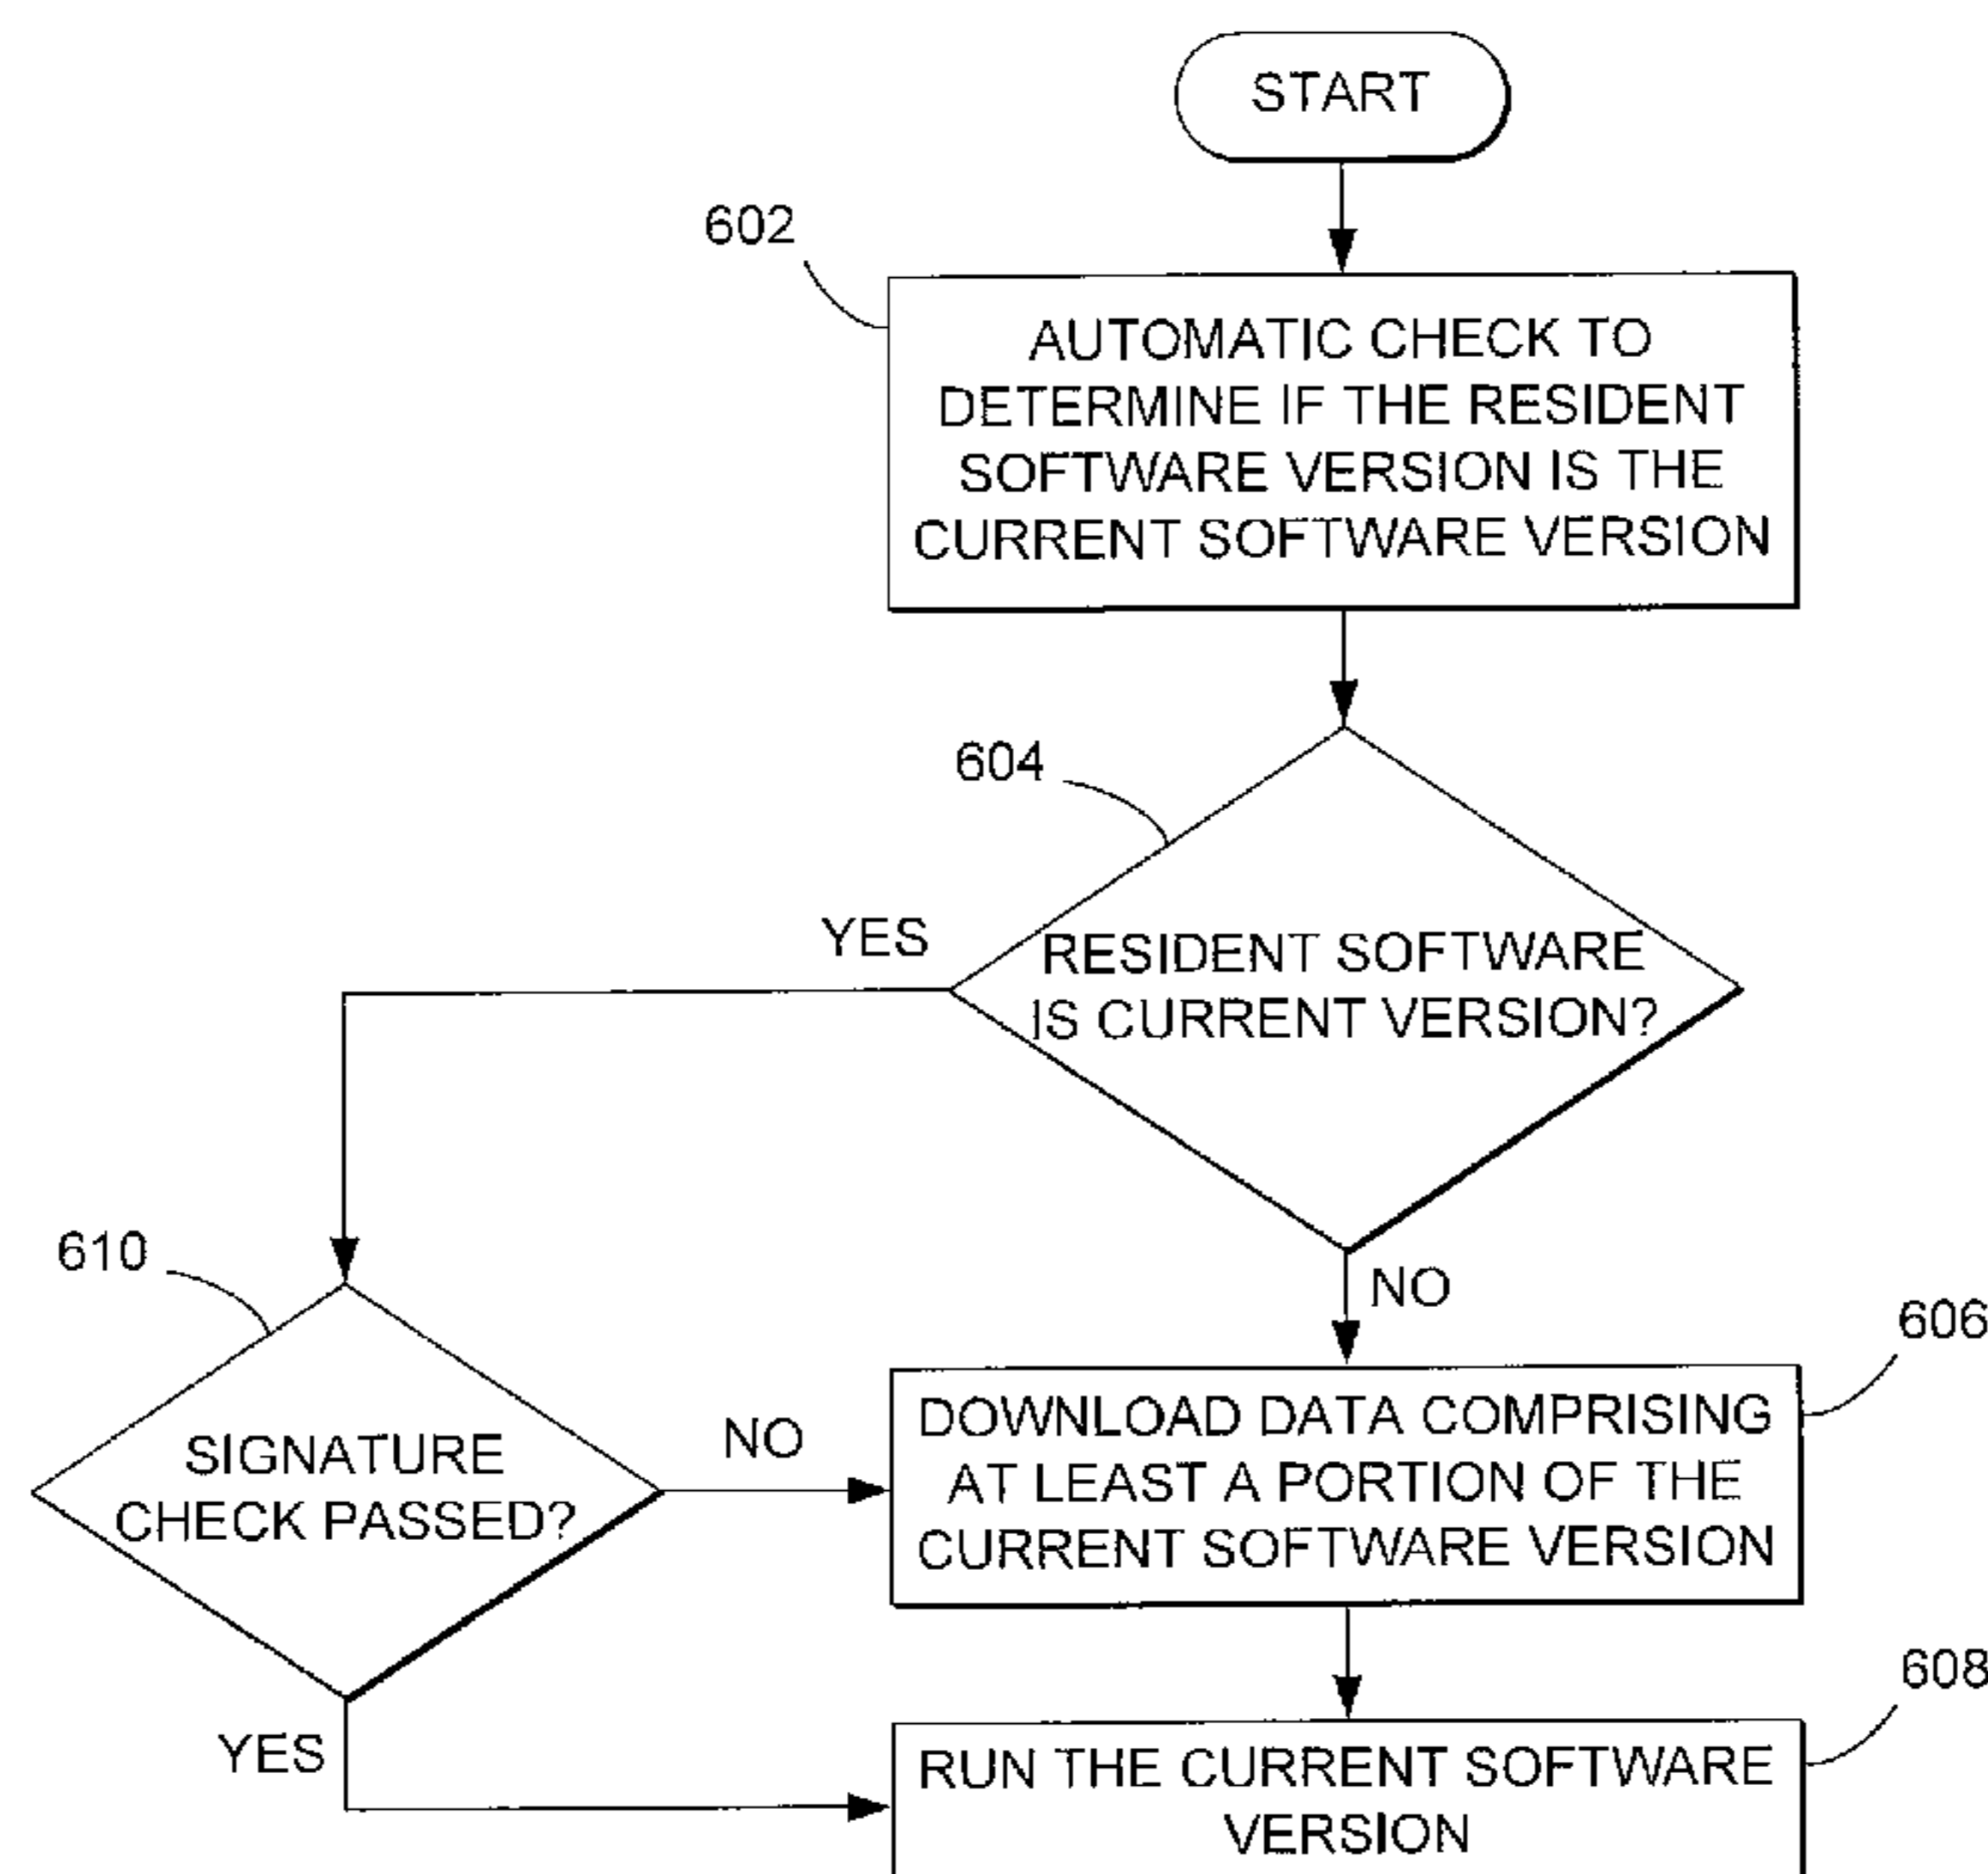 START
602
AUTOMATIC CHECK TO
DETERMINE IF THE RESIDENT
SOFTWARE VERSION IS THE
CURRENT SOFTWARE VERSION
604
YES
RESIDENT SOFTWARE
IS CURRENT VERSION?
610
NO
606
SIGNATURE
CHECK PASSED?
NO
DOWNLOAD DATA COMPRISING
AT LEAST A PORTION OF THE
CURRENT SOFTWARE VERSION
608
YES
RUN THE CURRENT SOFTWARE
VERSION